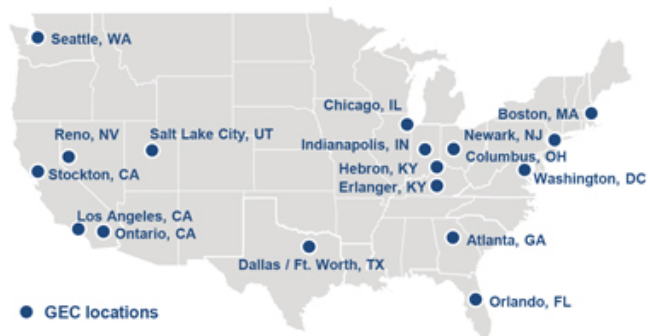 Seattle, WA
Chicago, IL
Boston, MA
Reno, NV
Salt Lake City, UT
Newark, NJ
Indianapolis, IN
Columbus, OH
Hebron, KY
Stockton, CA
Washington, DC
Erlanger, KY
Los Angeles, CA
Ontario, CA
Atlanta, GA
Dallas / Ft. Worth, TX
Orlando, FL
GEC locations